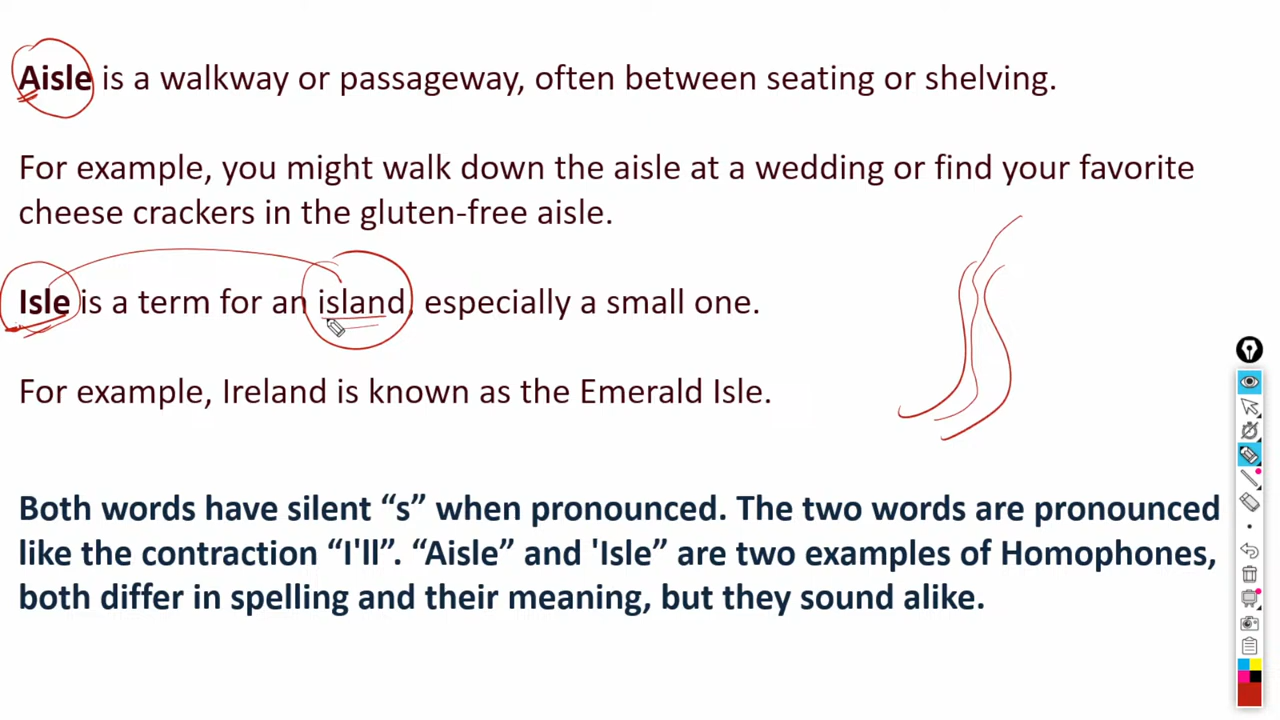 Aisle is a walkway or passageway, often between seating or shelving.
For example, you might walk down the aisle at a wedding or find your favorite
cheese crackers in the gluten-free aisle.
Isle is a term for an island, especially a small one.
For example, Ireland is known as the Emerald Isle.
Both words have silent “s” when pronounced. The two words are pronounced
like the contraction “I'll”. “Aisle” and 'Isle” are two examples of Homophones,
both differ in spelling and their meaning, but they sound alike.